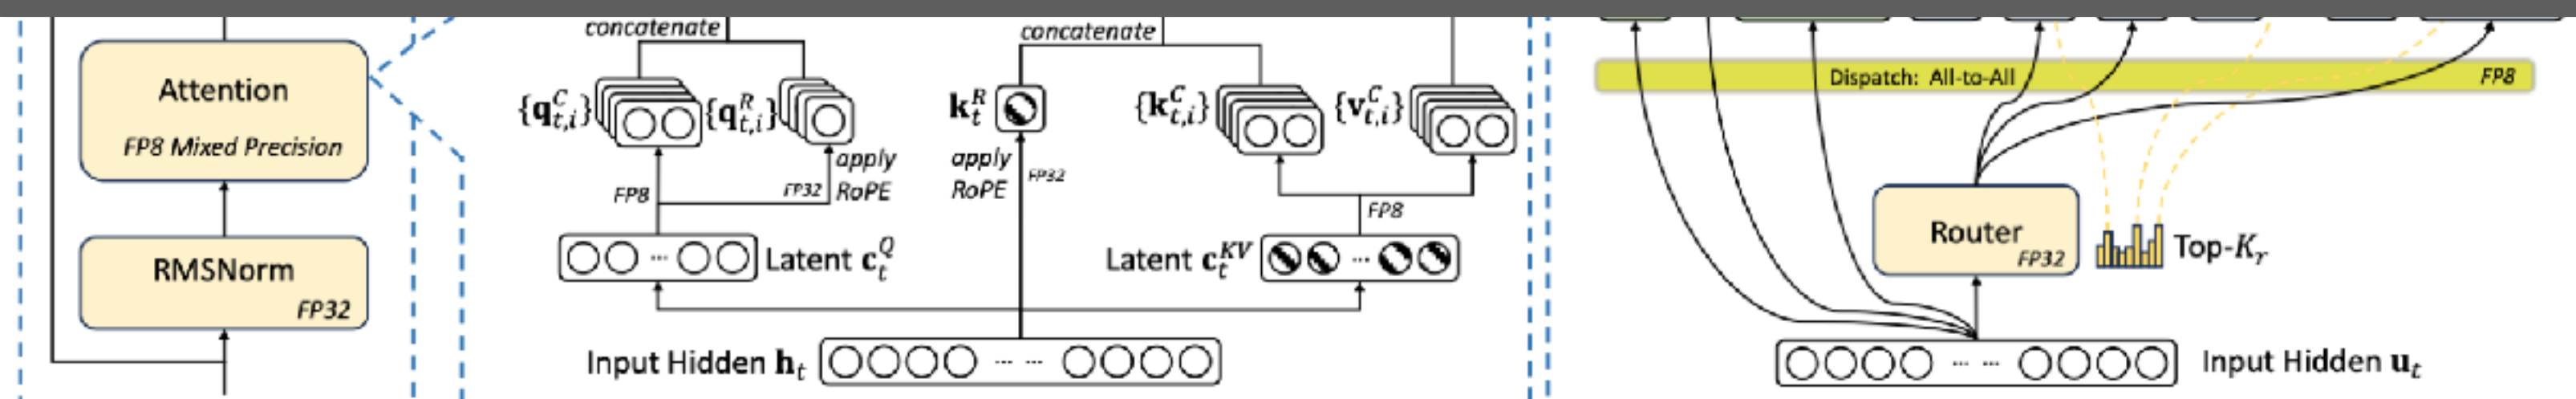 Attention
FP8 Mixed Precision
RMSNorm
FP32
concatenate
{q^C_{t,i}} {q^R_{t,i}}
apply
RoPE
FP8
FP32
Latent c^Q_t
concatenate
k^R_t
apply
RoPE
FP32
{k^C_{t,i}} {v^C_{t,i}}
FP8
Latent c^{KV}_t
Input Hidden h_t
Dispatch: All-to-All FP8
Router
FP32
Top-K_r
Input Hidden u_t